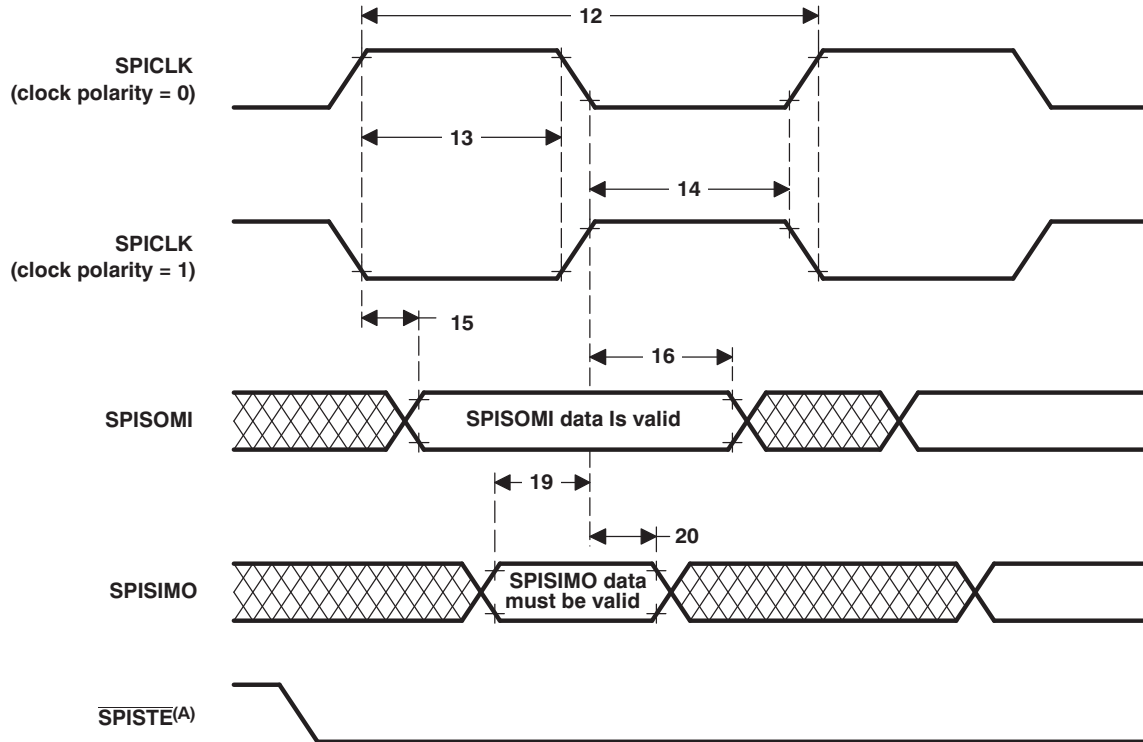 12
SPICLK
(clock polarity = 0)
13
14
SPICLK
(clock polarity = 1)
15
16
SPISOMI
SPISOMI data Is valid
19
20
SPISIMO
SPISIMO data
must be valid
SPISTE(A)